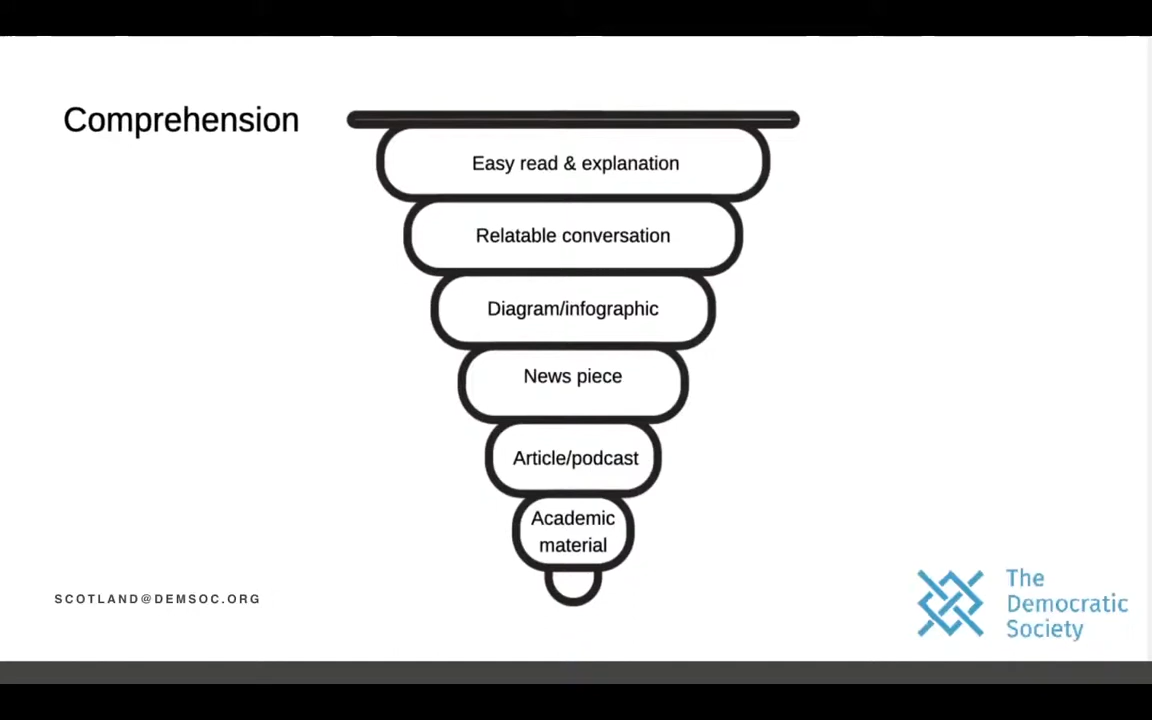 Comprehension
Easy read & explanation
Relatable conversation
Diagram/infographic
News piece
Article/podcast
Academic
material
SCOTLAND@DEMSOC.ORG
The
Democratic
Society